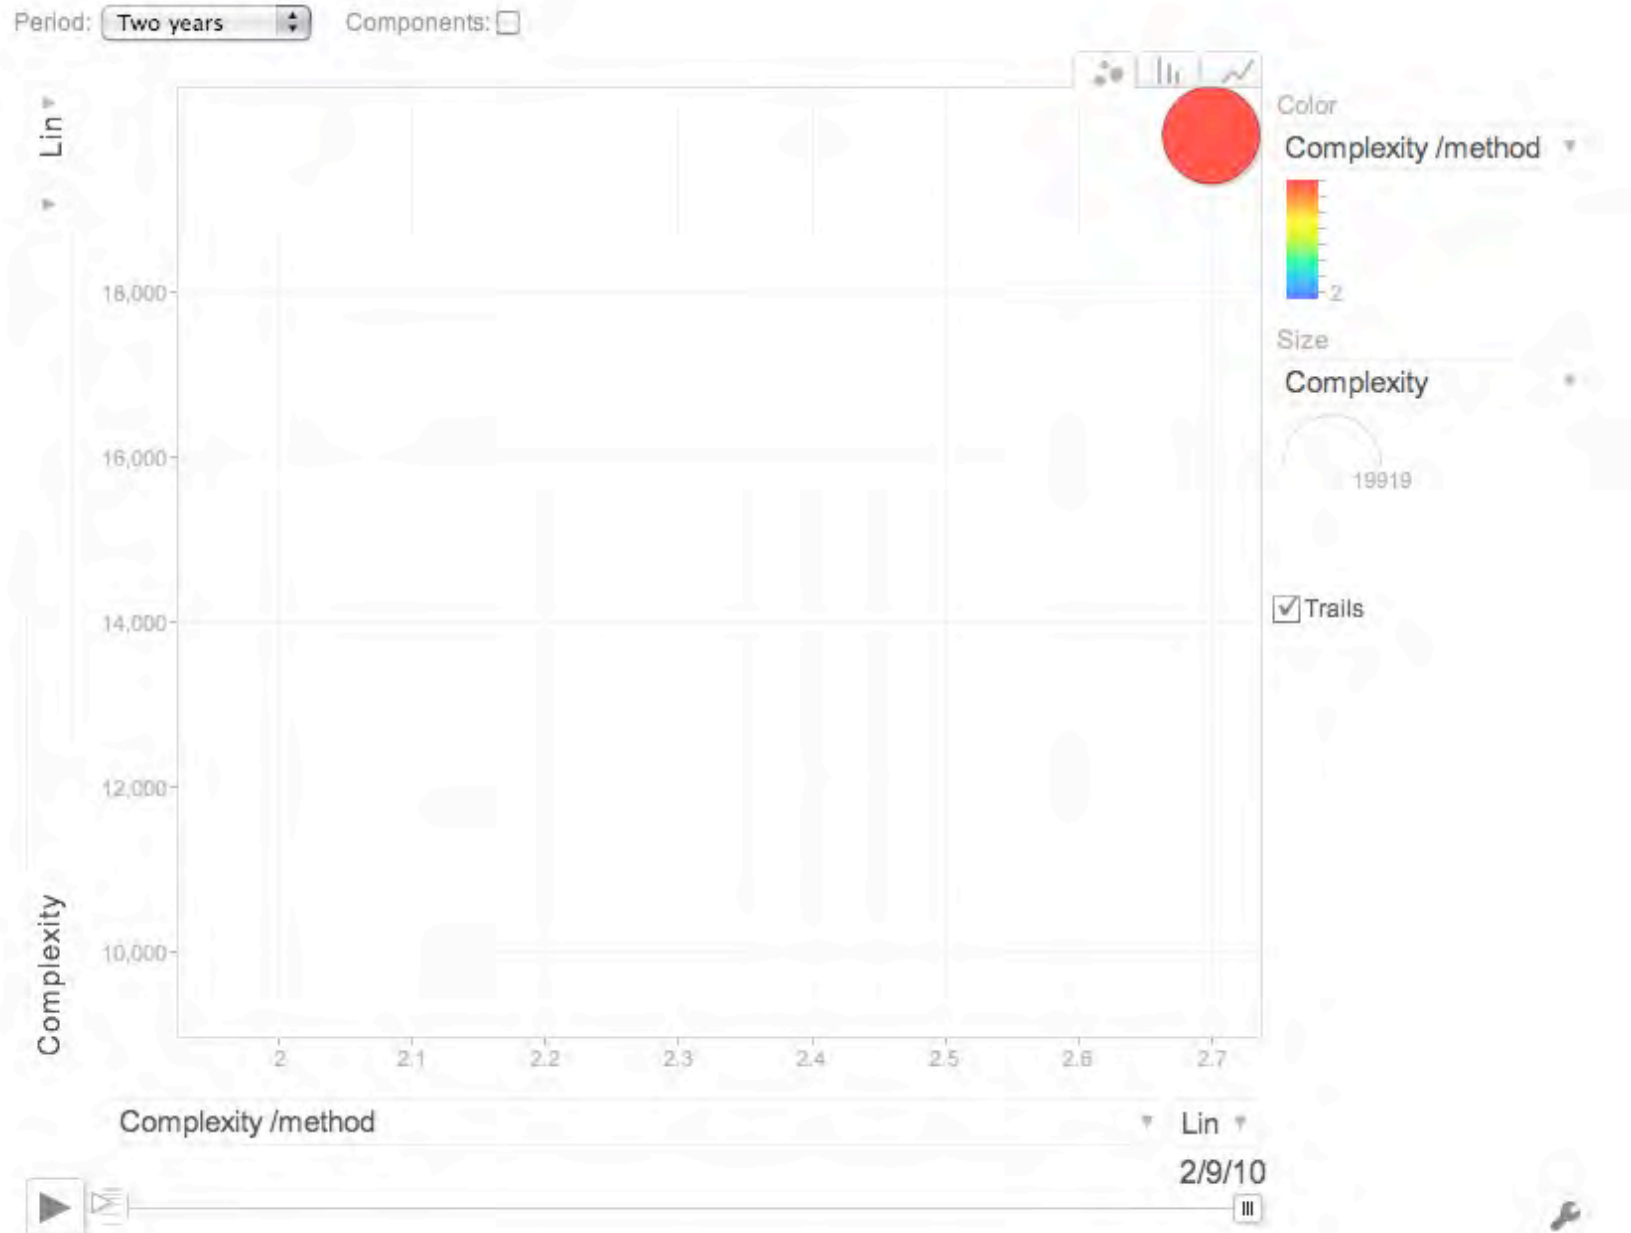 Period: Two years Components:
Lin
Color
Complexity /method
2
Size
Complexity
19919
Trails
18,000
16,000
14,000
12,000
10,000
Complexity
2 2.1 2.2 2.3 2.4 2.5 2.6 2.7
Complexity /method Lin
2/9/10